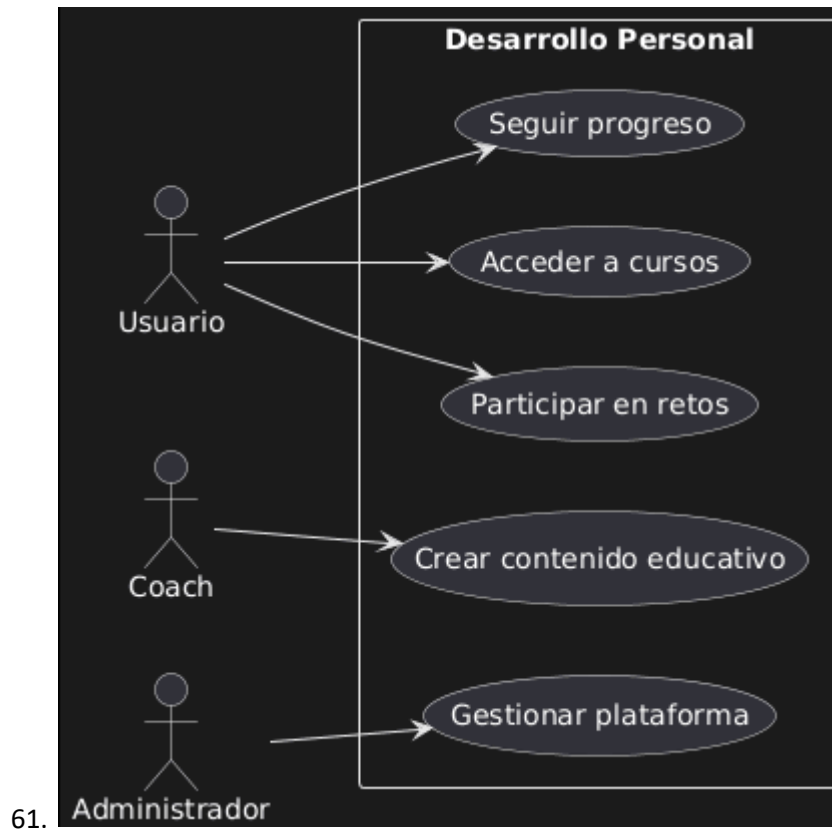 Desarrollo Personal
Seguir progreso
Usuario
Acceder a cursos
Participar en retos
Coach
Crear contenido educativo
Gestionar plataforma
61.
Administrador